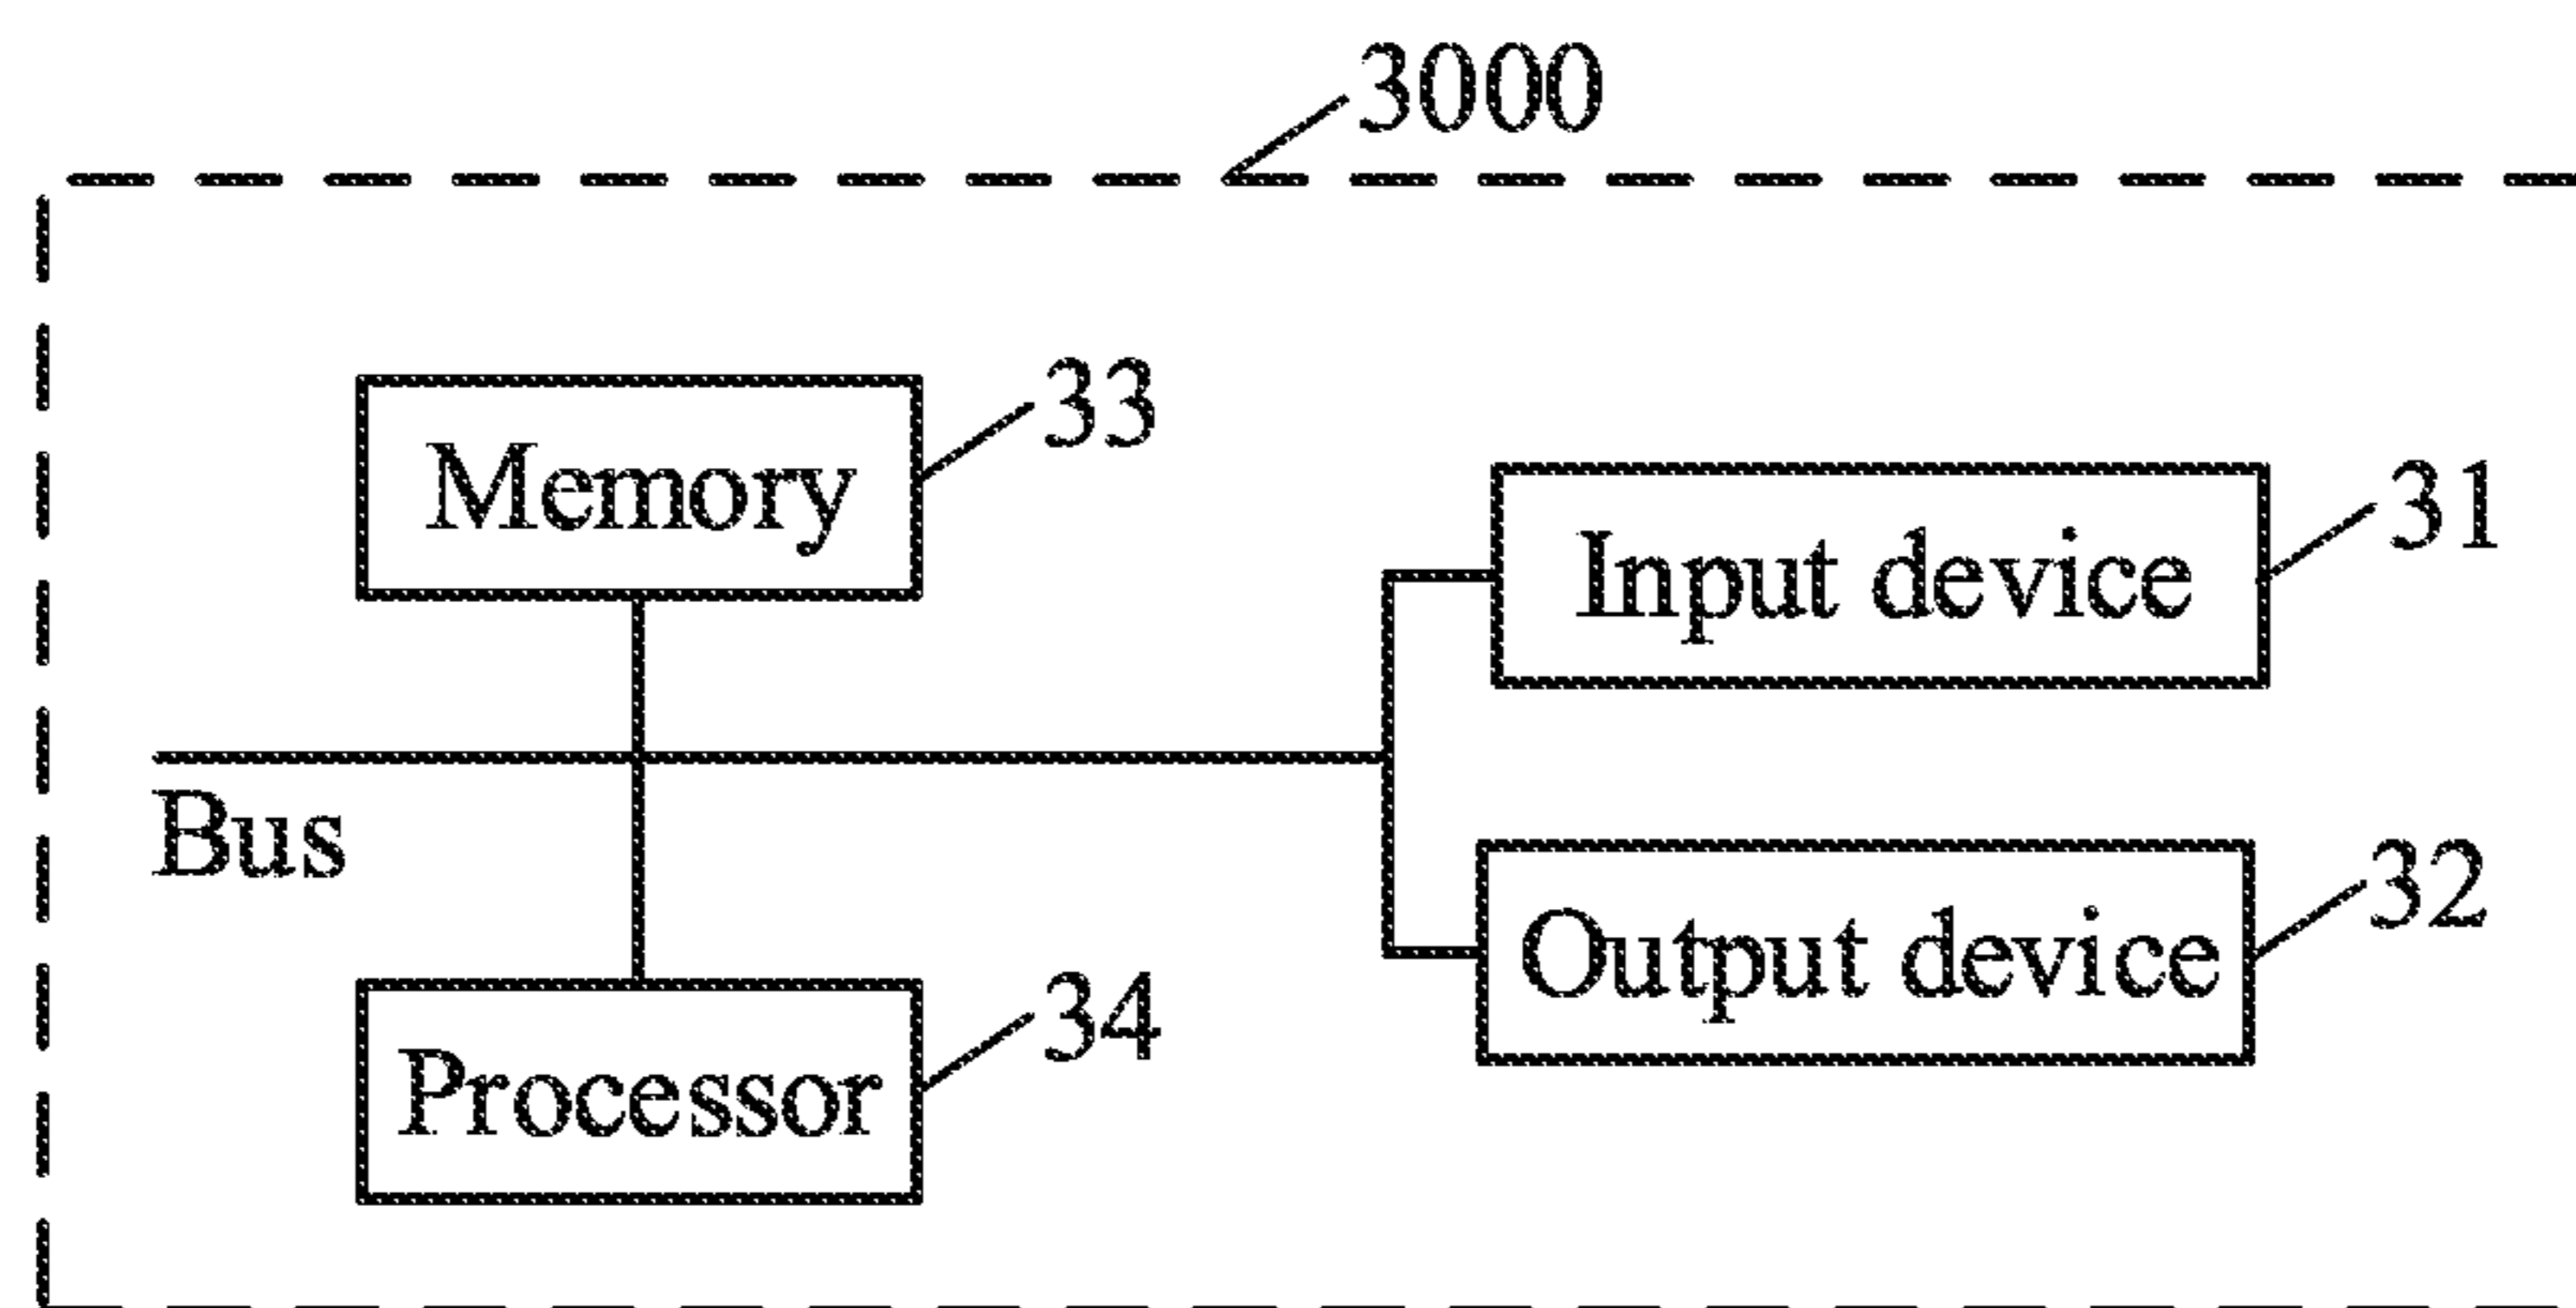 3000
33
Memory
31
Input device
Bus
32
Output device
34
Processor